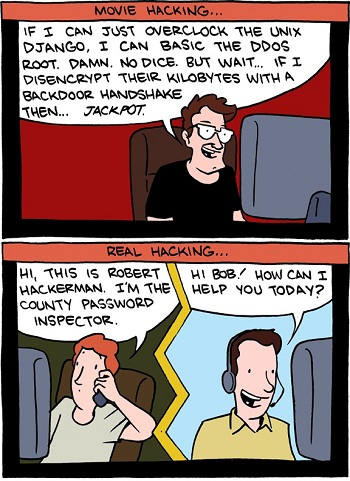 MOVIE HACKING...
IF I CAN JUST OVERCLOCK THE UNIX
DJANGO, I CAN BASIC THE DDOS
ROOT. DAMN. NO DICE. BUT WAIT... IF I
DISENCRYPT THEIR KILOBYTES WITH A
BACKDOOR HANDSHAKE
THEN... JACKPOT.
REAL HACKING...
HI, THIS IS ROBERT
HACKERMAN. I'M THE
COUNTY PASSWORD
INSPECTOR.
HI BOB! HOW CAN I
HELP YOU TODAY?